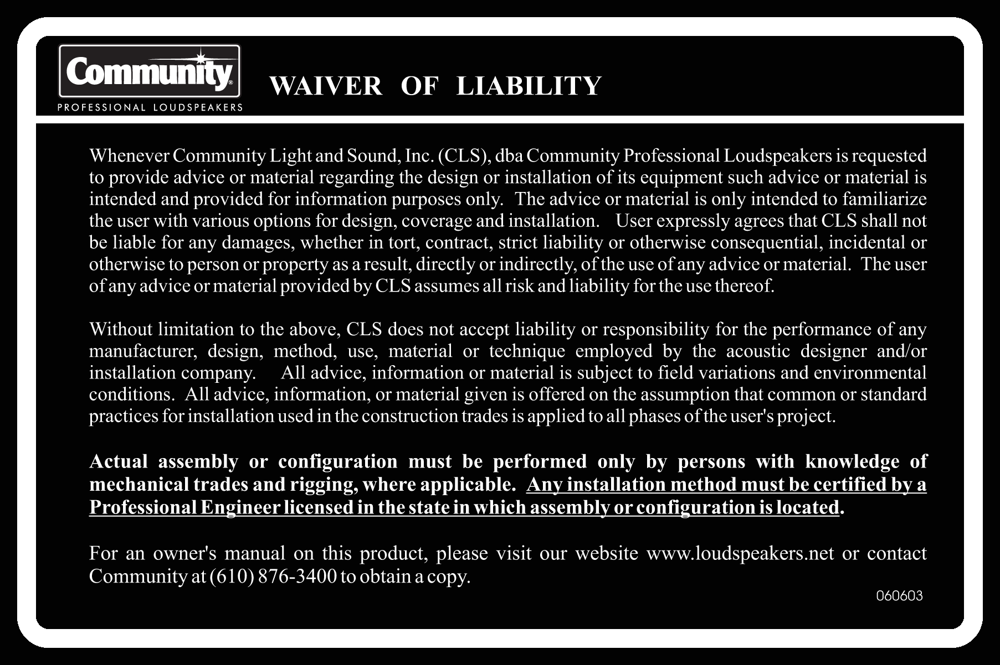 Community®
PROFESSIONAL LOUDSPEAKERS
WAIVER OF LIABILITY
Whenever Community Light and Sound, Inc. (CLS), dba Community Professional Loudspeakers is requested
to provide advice or material regarding the design or installation of its equipment such advice or material is
intended and provided for information purposes only. The advice or material is only intended to familiarize
the user with various options for design, coverage and installation. User expressly agrees that CLS shall not
be liable for any damages, whether in tort, contract, strict liability or otherwise consequential, incidental or
otherwise to person or property as a result, directly or indirectly, of the use of any advice or material. The user
of any advice or material provided by CLS assumes all risk and liability for the use thereof.
Without limitation to the above, CLS does not accept liability or responsibility for the performance of any
manufacturer, design, method, use, material or technique employed by the acoustic designer and/or
installation company. All advice, information or material is subject to field variations and environmental
conditions. All advice, information, or material given is offered on the assumption that common or standard
practices for installation used in the construction trades is applied to all phases of the user's project.
Actual assembly or configuration must be performed only by persons with knowledge of
mechanical trades and rigging, where applicable. Any installation method must be certified by a
Professional Engineer licensed in the state in which assembly or configuration is located.
For an owner's manual on this product, please visit our website www.loudspeakers.net or contact
Community at (610) 876-3400 to obtain a copy.
060603